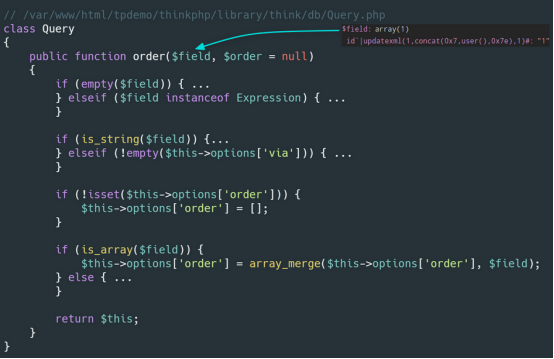 // /var/www/html/tpdemo/thinkphp/library/think/db/Query.php
class Query
{
    public function order($field, $order = null)
    {
        if (empty($field)) { ...
        } elseif ($field instanceof Expression) { ...
        }

        if (is_string($field)) {...
        } elseif (!empty($this->options['via'])) { ...
        }

        if (!isset($this->options['order'])) {
            $this->options['order'] = [];
        }

        if (is_array($field)) {
            $this->options['order'] = array_merge($this->options['order'], $field);
        } else { ...
        }

        return $this;
    }
}
$field: array(1)
id`|updatexml(1,concat(0x7,user(),0x7e),1)#: "1"